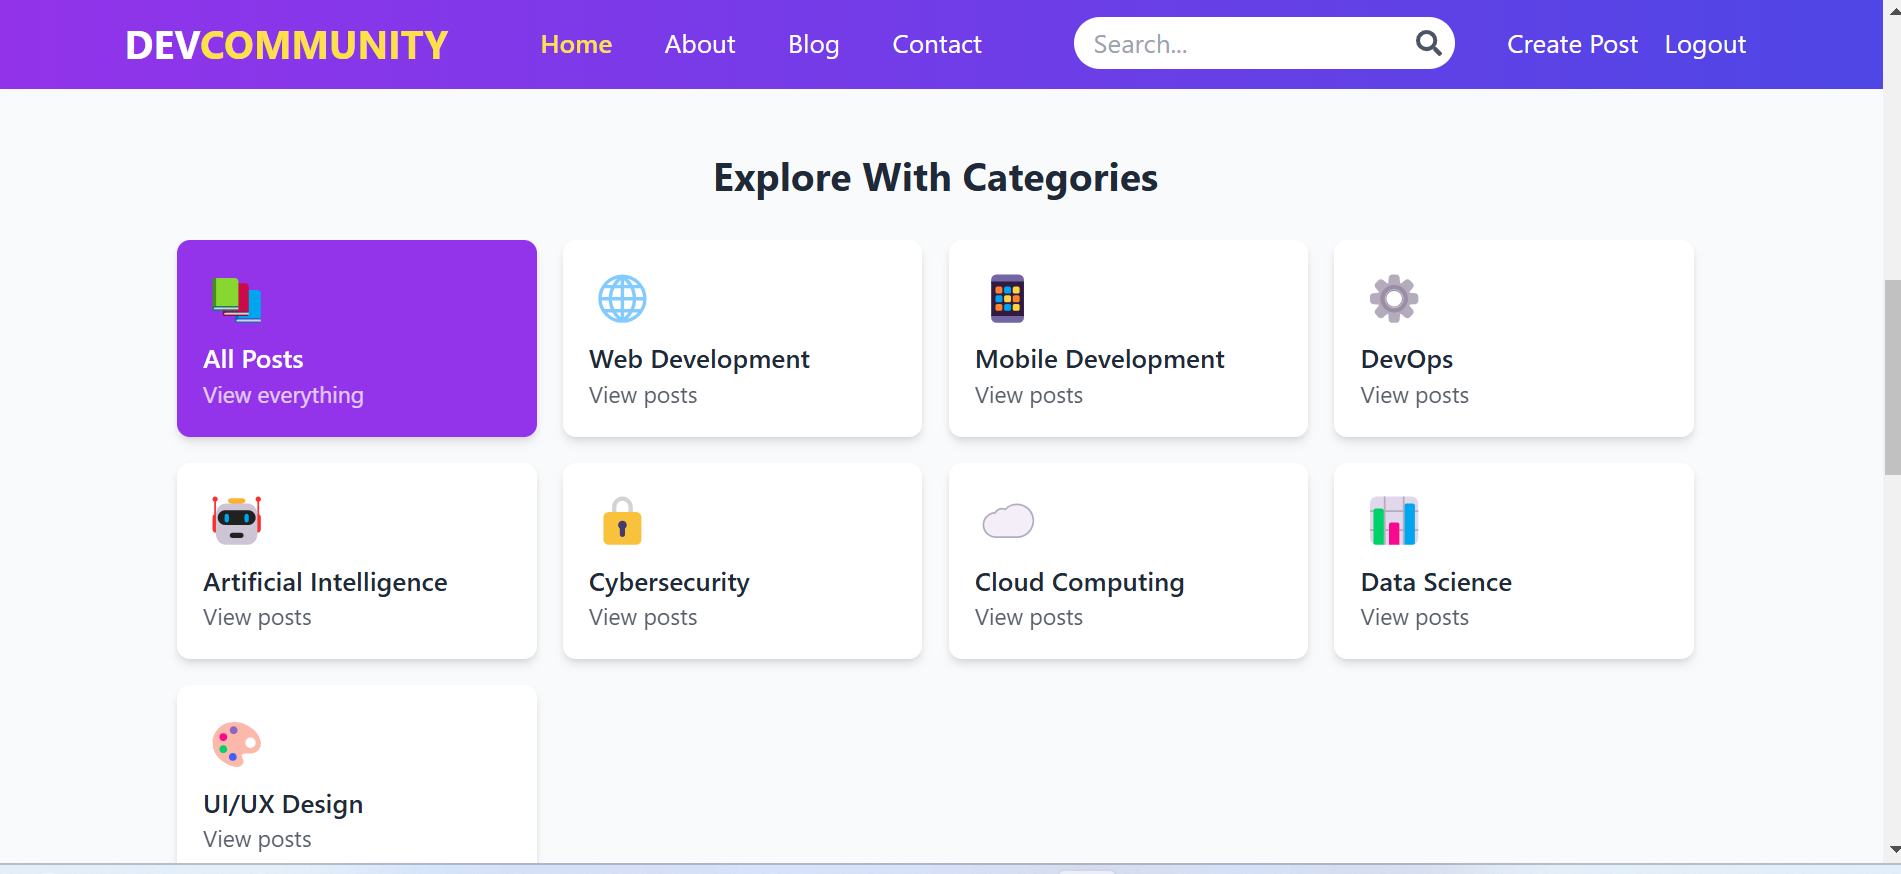 DEVCOMMUNITY Home About Blog Contact Search... Create Post Logout
Explore With Categories
All Posts
View everything
Web Development
View posts
Mobile Development
View posts
DevOps
View posts
Artificial Intelligence
View posts
Cybersecurity
View posts
Cloud Computing
View posts
Data Science
View posts
UI/UX Design
View posts